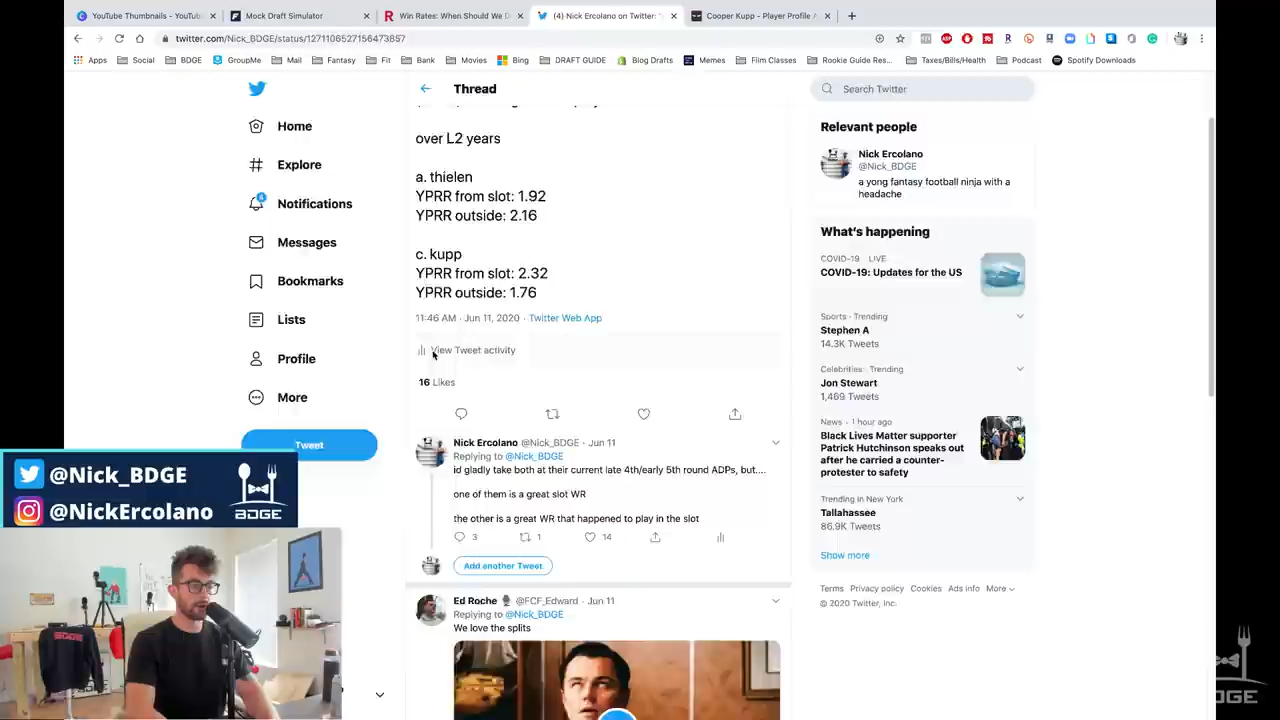 YouTube Thumbnails - YouTub
Mock Draft Simulator
Win Rates: When Should We D
(4) Nick Ercolano on Twitter: "
Cooper Kupp - Player Profile A
twitter.com/Nick_BDGE/status/1271106527156473857
Apps
Social
BDGE
GroupMe
Mail
Fantasy
Fit
Bank
Movies
Bing
DRAFT GUIDE
Blog Drafts
Memes
Film Classes
Rookie Guide Res...
Taxes/Bills/Health
Podcast
Spotify Downloads
Home
Explore
Notifications
Messages
Bookmarks
Lists
Profile
More
Tweet
Thread
over L2 years
a. thielen
YPRR from slot: 1.92
YPRR outside: 2.16
c. kupp
YPRR from slot: 2.32
YPRR outside: 1.76
11:46 AM · Jun 11, 2020 · Twitter Web App
View Tweet activity
16 Likes
Nick Ercolano @Nick_BDGE · Jun 11
Replying to @Nick_BDGE
id gladly take both at their current late 4th/early 5th round ADPs, but....
one of them is a great slot WR
the other is a great WR that happened to play in the slot
3 1 14
Add another Tweet
Ed Roche @FCF_Edward · Jun 11
Replying to @Nick_BDGE
We love the splits
Search Twitter
Relevant people
Nick Ercolano
@Nick_BDGE
a yong fantasy football ninja with a
headache
What's happening
COVID-19 · LIVE
COVID-19: Updates for the US
Sports · Trending
Stephen A
14.3K Tweets
Celebrities · Trending
Jon Stewart
1,469 Tweets
News · 1 hour ago
Black Lives Matter supporter
Patrick Hutchinson speaks out
after he carried a counter-
protester to safety
Trending in New York
Tallahassee
86.9K Tweets
Show more
Terms Privacy policy Cookies Ads info More
© 2020 Twitter, Inc.
@Nick_BDGE
@NickErcolano
BDGE